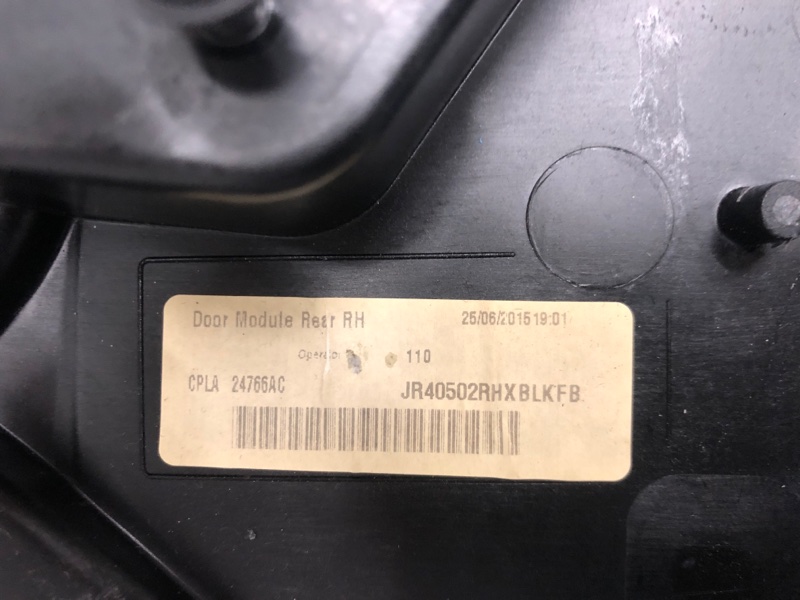 Door Module Rear RH 25/06/2015 19:01
110
CPLA 24766AC JR40502RHXBLKFB